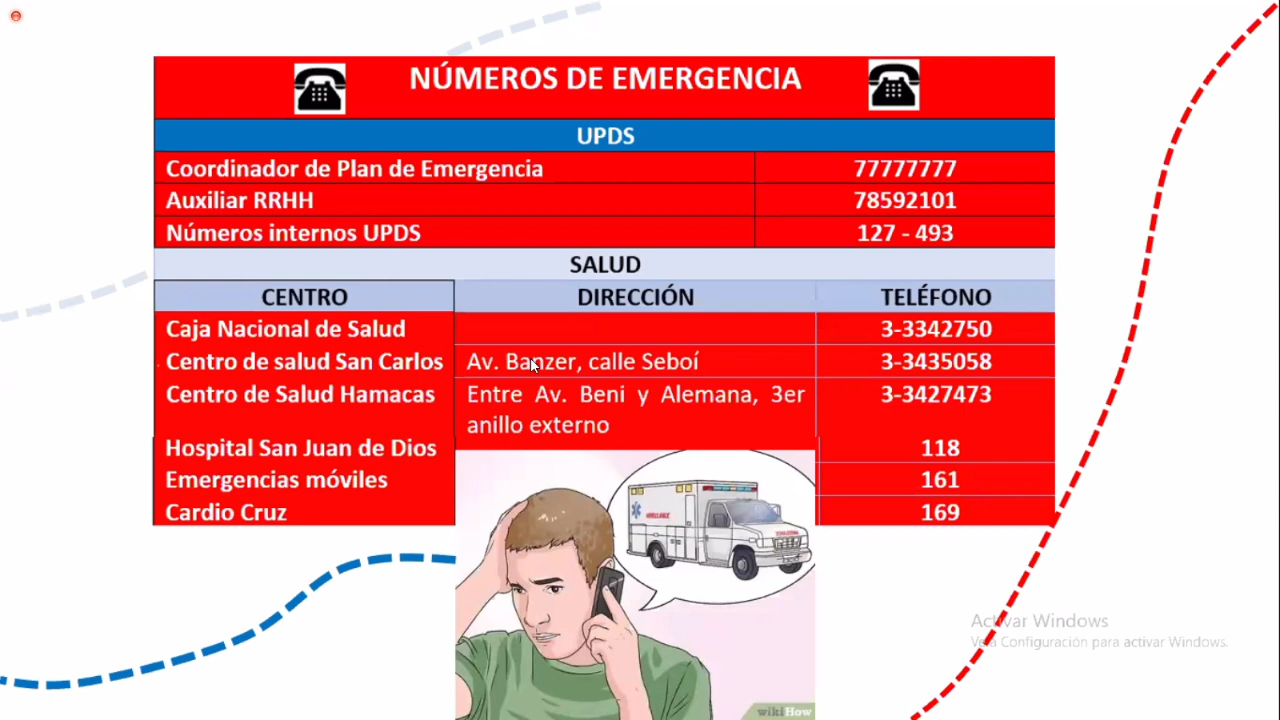 NÚMEROS DE EMERGENCIA
UPDS
Coordinador de Plan de Emergencia 77777777
Auxiliar RRHH 78592101
Números internos UPDS 127 - 493
SALUD
CENTRO DIRECCIÓN TELÉFONO
Caja Nacional de Salud 3-3342750
Centro de salud San Carlos Av. Banzer, calle Seboí 3-3435058
Centro de Salud Hamacas Entre Av. Beni y Alemana, 3er 3-3427473
anillo externo
Hospital San Juan de Dios 118
Emergencias móviles 161
Cardio Cruz 169
AMBULANCE
Activar Windows
Ve a Configuración para activar Windows.
wikiHow